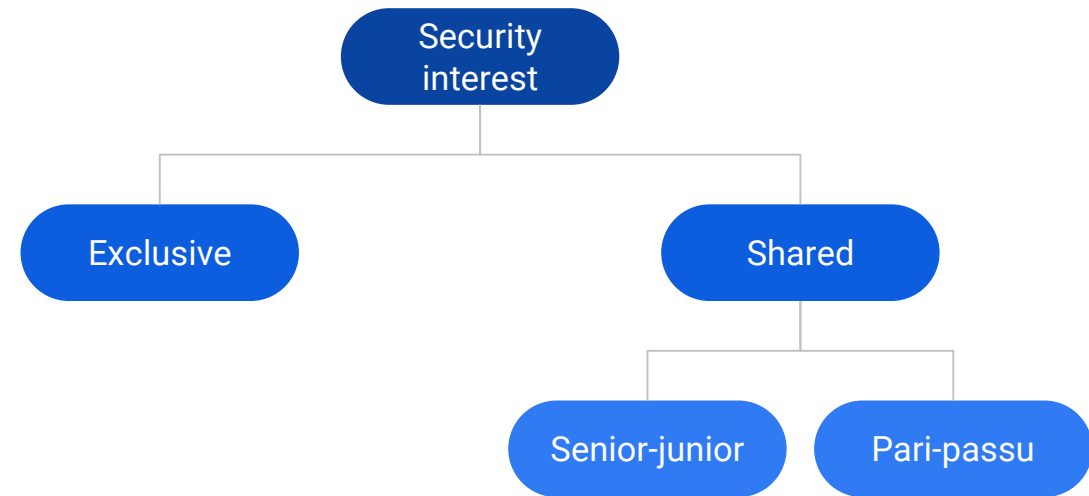 Security
interest
Exclusive
Shared
Senior-junior
Pari-passu